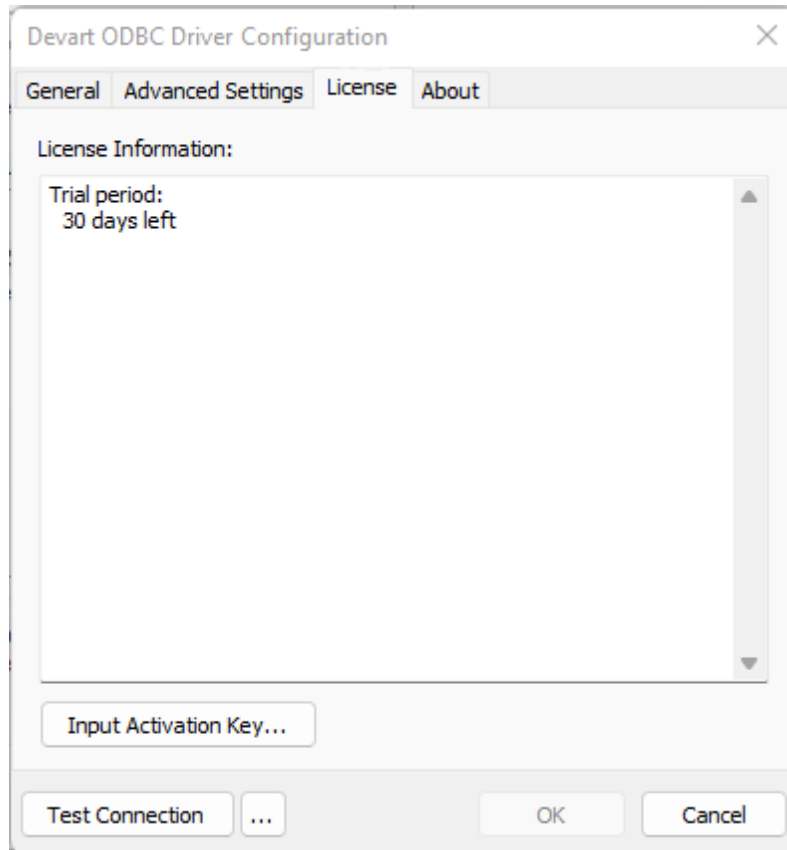 Devart ODBC Driver Configuration
General Advanced Settings License About
License Information:
Trial period:
30 days left
Input Activation Key...
Test Connection ... OK Cancel